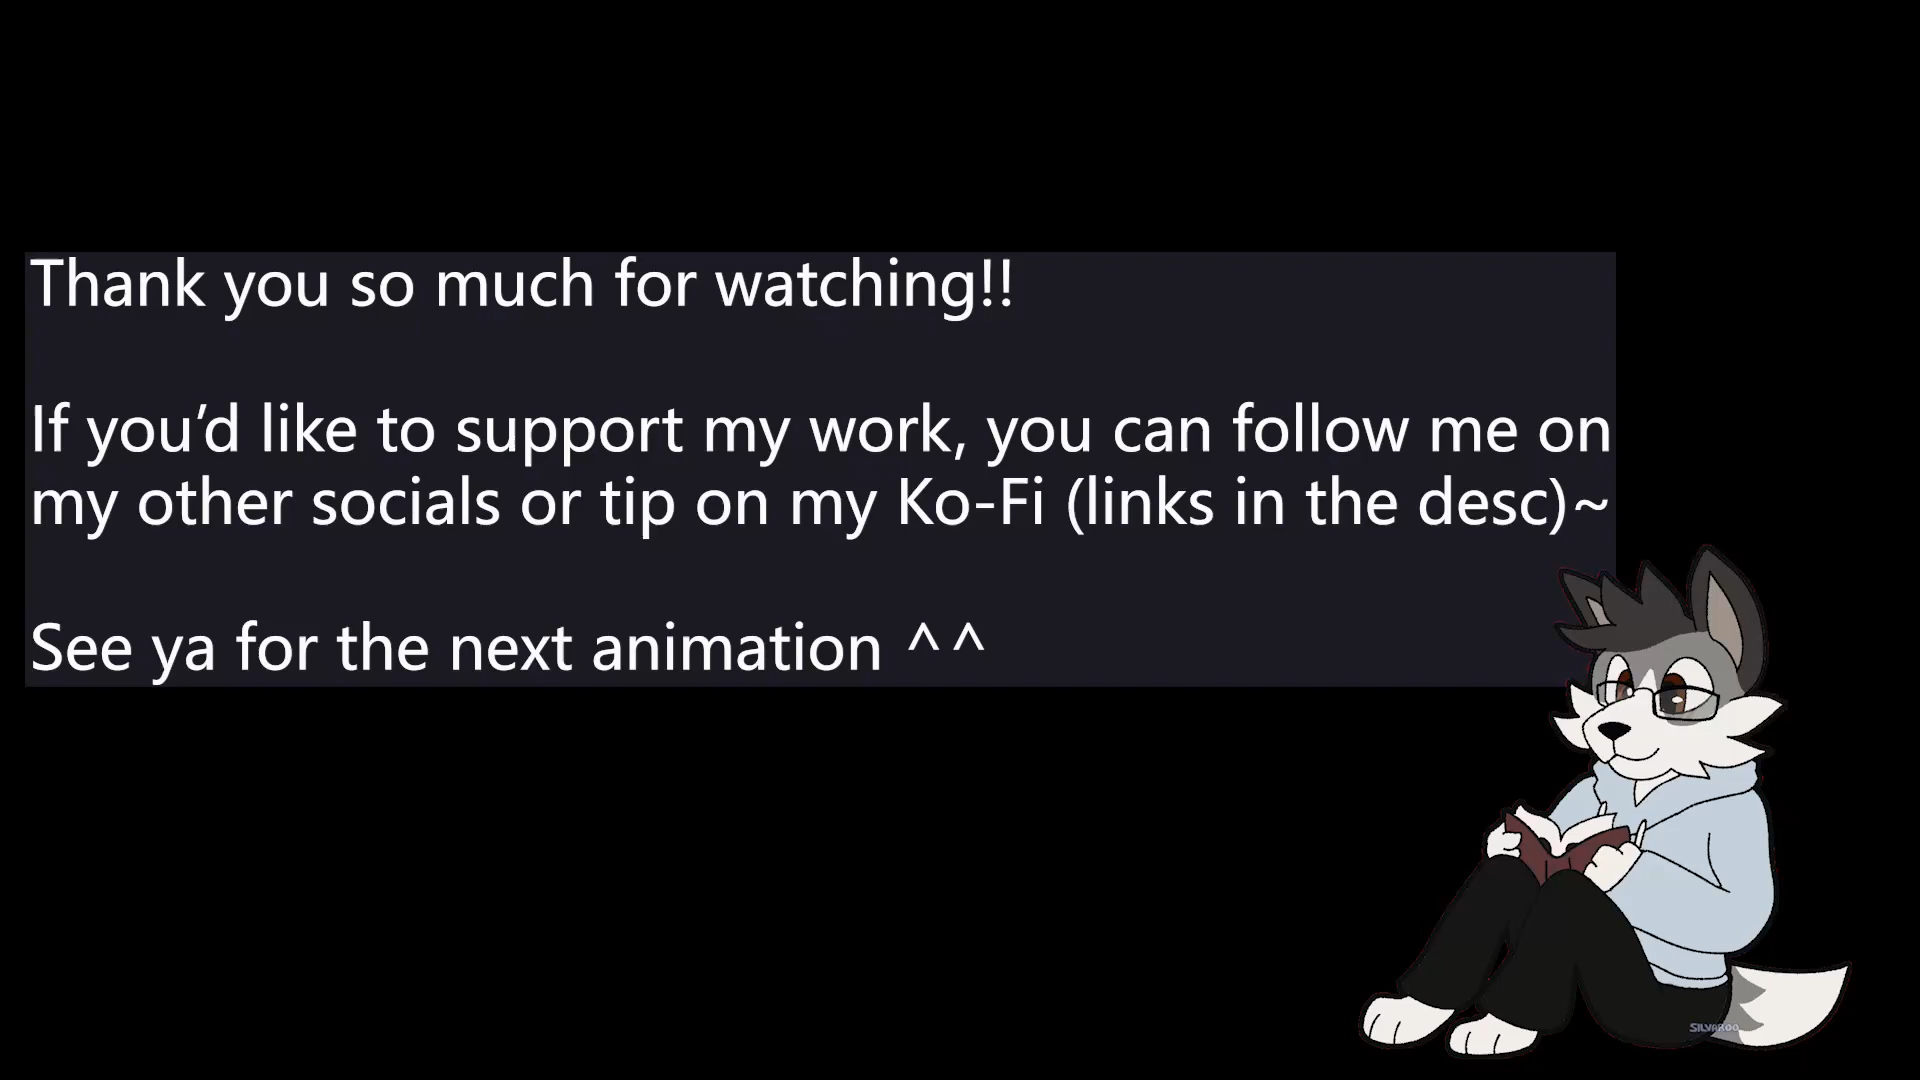 Thank you so much for watching!!
If you’d like to support my work, you can follow me on
my other socials or tip on my Ko-Fi (links in the desc)~
See ya for the next animation ^^
SILVAROO